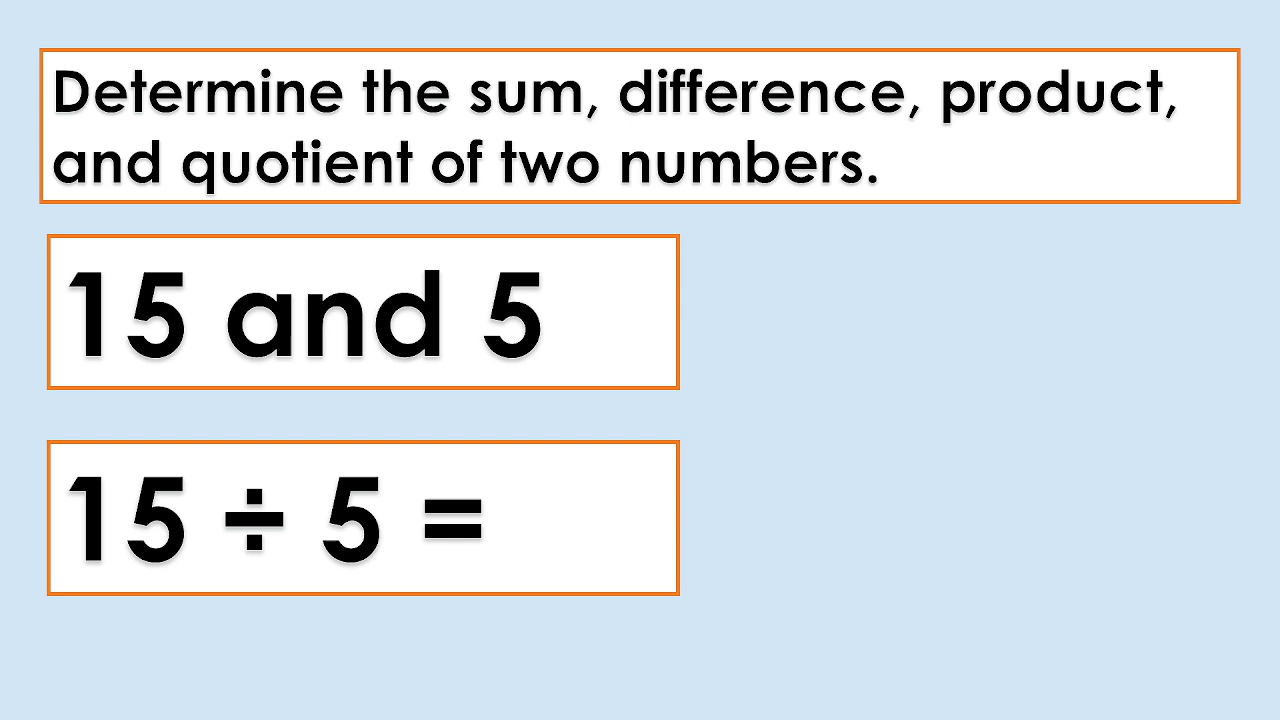 Determine the sum, difference, product,
and quotient of two numbers.
15 and 5
15 ÷ 5 =